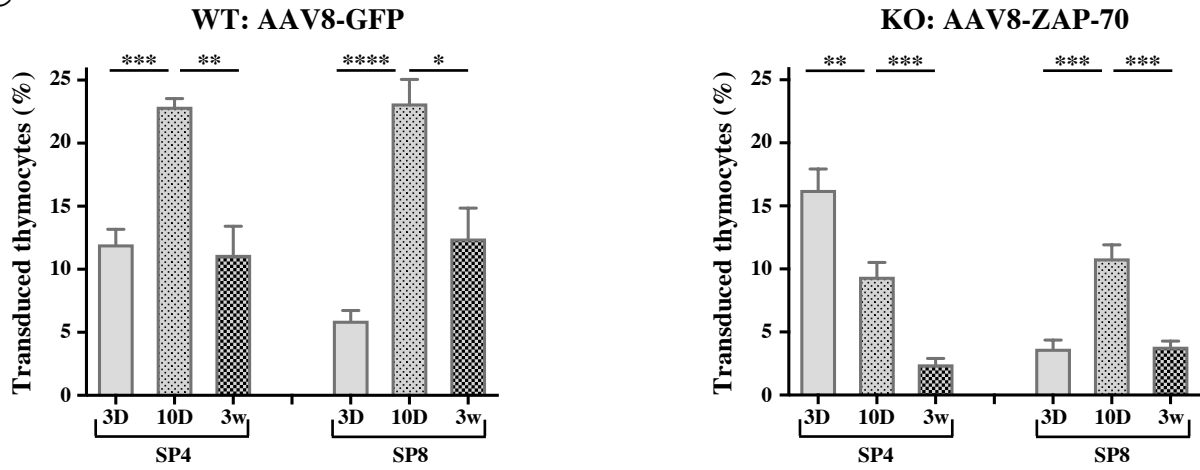 WT: AAV8-GFP
*** ** **** *
Transduced thymocytes (%)
25
20
15
10
5
0
3D 10D 3w 3D 10D 3w
SP4 SP8
KO: AAV8-ZAP-70
** *** *** ***
Transduced thymocytes (%)
25
20
15
10
5
0
3D 10D 3w 3D 10D 3w
SP4 SP8